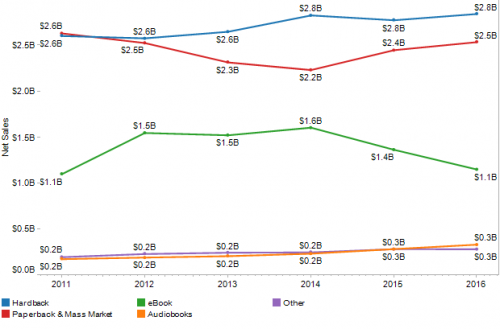 $2.6B $2.6B $2.6B $2.8B $2.8B $2.8B
$2.6B $2.5B $2.3B $2.2B $2.4B $2.5B
$2.5B
$2.0B
Net Sales
$1.5B
$1.1B $1.5B $1.5B $1.6B $1.4B $1.1B
$1.0B
$0.5B
$0.2B $0.2B $0.2B $0.2B $0.3B $0.3B
$0.2B $0.2B $0.2B $0.2B $0.3B $0.3B
$0.0B
2011 2012 2013 2014 2015 2016
Hardback eBook Other
Paperback & Mass Market Audiobooks